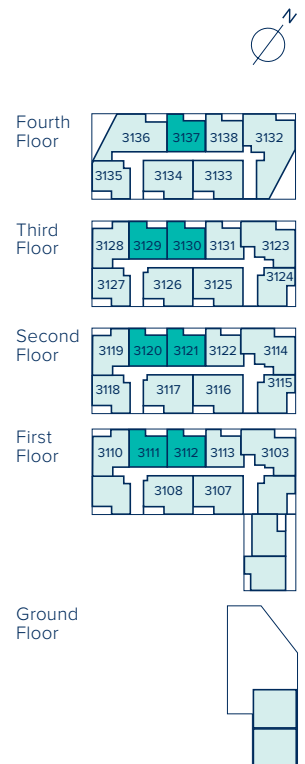 N
Fourth
Floor
3136 3137 3138 3132
3135 3134 3133
Third
Floor
3128 3129 3130 3131 3123
3127 3126 3125 3124
Second
Floor
3119 3120 3121 3122 3114
3118 3117 3116 3115
First
Floor
3110 3111 3112 3113 3103
3108 3107
Ground
Floor